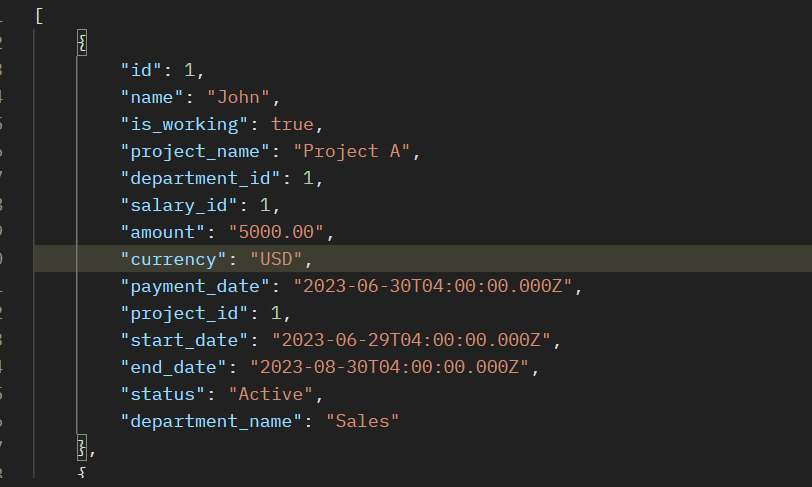 [
{
"id": 1,
"name": "John",
"is_working": true,
"project_name": "Project A",
"department_id": 1,
"salary_id": 1,
"amount": "5000.00",
"currency": "USD",
"payment_date": "2023-06-30T04:00:00.000Z",
"project_id": 1,
"start_date": "2023-06-29T04:00:00.000Z",
"end_date": "2023-08-30T04:00:00.000Z",
"status": "Active",
"department_name": "Sales"
},
{